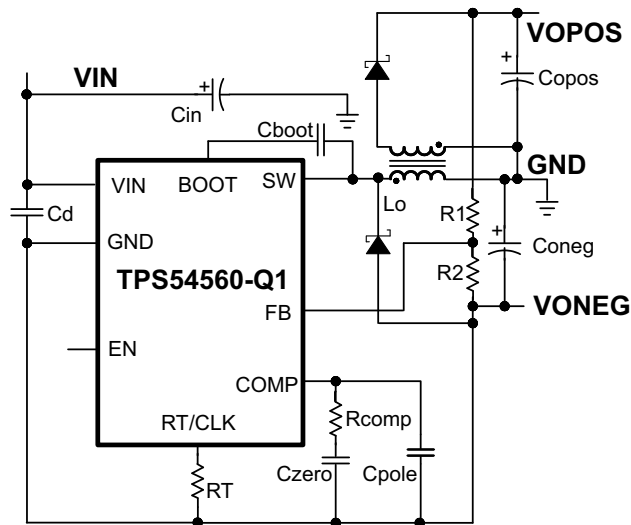 VOPOS
VIN
Copos
Cin
Cboot
GND
VIN
BOOT
SW
Lo
R1
Cd
GND
Coneg
TPS54560-Q1
R2
FB
VONEG
EN
COMP
RT/CLK
Rcomp
Czero
Cpole
RT